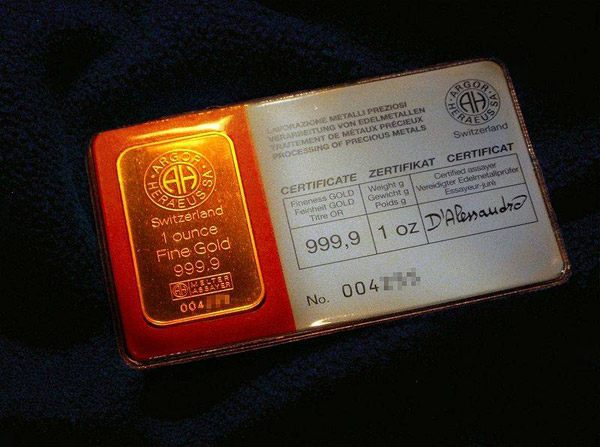 ARGOR
AH
HERAEUS SA
Switzerland
1 ounce
Fine Gold
999,9
AH MELTER
ASSAYER
004
LAVORAZIONE METALLI PREZIOSI
VERARBEITUNG VON EDELMETALLEN
TRAITEMENT DE MÉTAUX PRÉCIEUX
PROCESSING OF PRECIOUS METALS
ARGOR
AH
HERAEUS SA
Switzerland
CERTIFICATE ZERTIFIKAT CERTIFICAT
Fineness GOLD
Feinheit GOLD
Titre OR
Weight g
Gewicht g
Poids g
Certified assayer
Vereidigter Edelmetallprüfer
Essayeur-juré
999,9
1 oz
D'Alessandro
No. 004